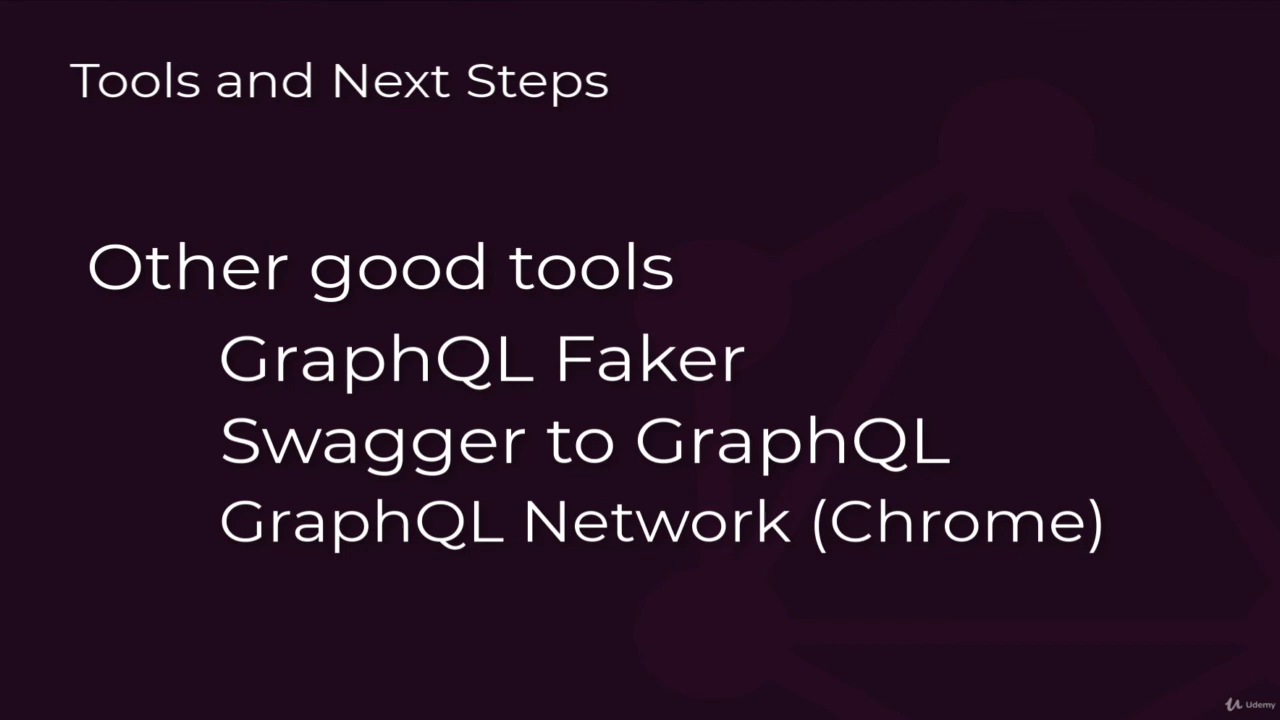 Tools and Next Steps
Other good tools
GraphQL Faker
Swagger to GraphQL
GraphQL Network (Chrome)
Udemy